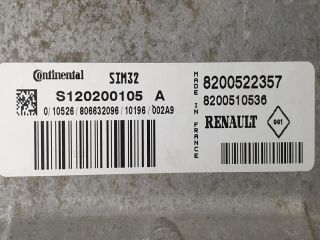 Continental SIM32
S120200105 A
0/10526/806632096/10196/002A9
MADE IN FRANCE
8200522357
8200510536
RENAULT
001